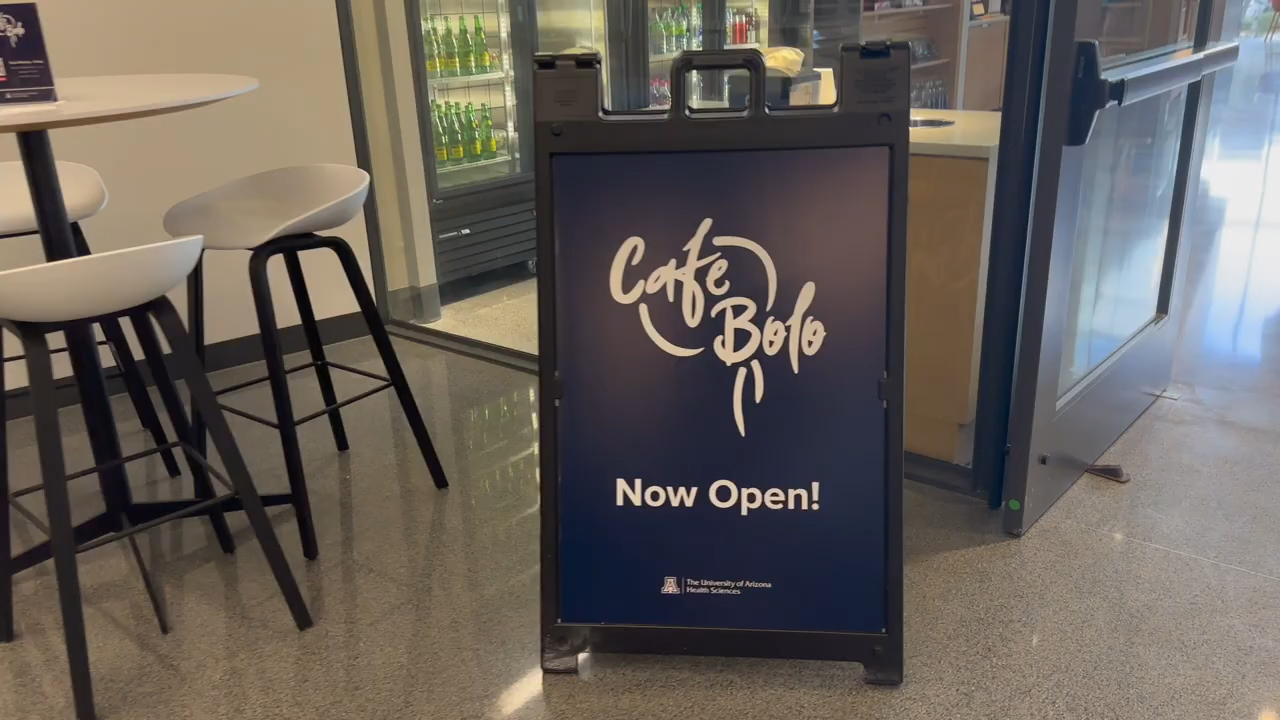 Cafe
Bolo
Now Open!
A
The University of Arizona
Health Sciences